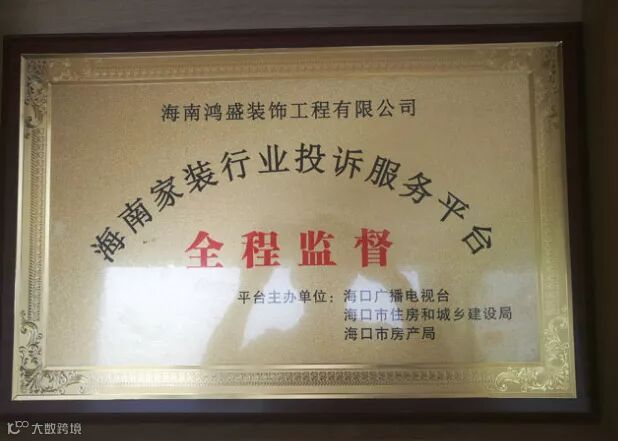 海南鸿盛装饰工程有限公司
海南家装行业投诉服务平台
全程监督
平台主办单位：海口广播电视台
海口市住房和城乡建设局
海口市房产局
大数跨境